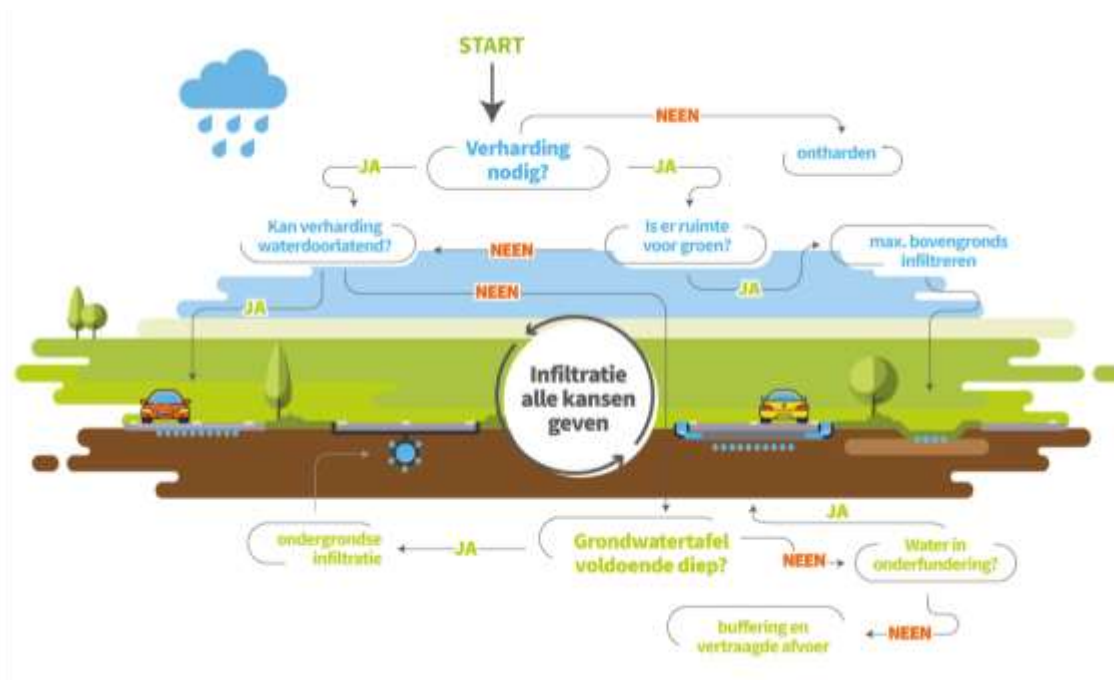 START
NEEN
Verharding
nodig?
ontharden
JA
JA
Kan verharding
waterdoorlatend?
NEEN
Is er ruimte
voor groen?
max. bovengronds
infiltreren
JA
NEEN
JA
Infiltratie
alle kansen
geven
JA
ondergrondse
infiltratie
JA
Grondwatertafel
voldoende diep?
NEEN
Water in
onderfundering?
buffering en
vertraagde afvoer
NEEN